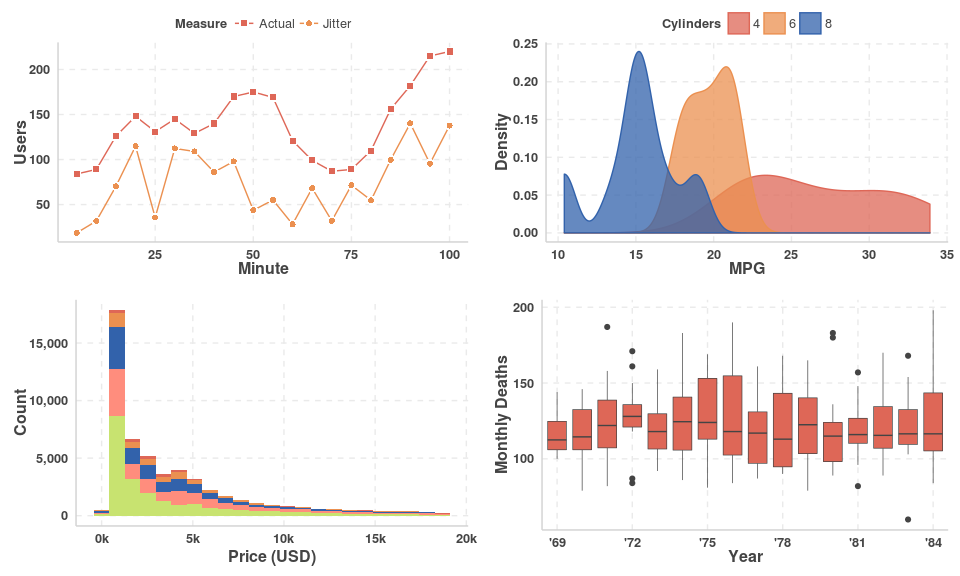 Measure Actual Jitter
200
150
100
50
Users
25 50 75 100
Minute
Cylinders 4 6 8
0.25
0.20
0.15
0.10
0.05
0.00
Density
10 15 20 25 30 35
MPG
15,000
10,000
5,000
0
Count
0k 5k 10k 15k 20k
Price (USD)
200
150
100
Monthly Deaths
'69 '72 '75 '78 '81 '84
Year